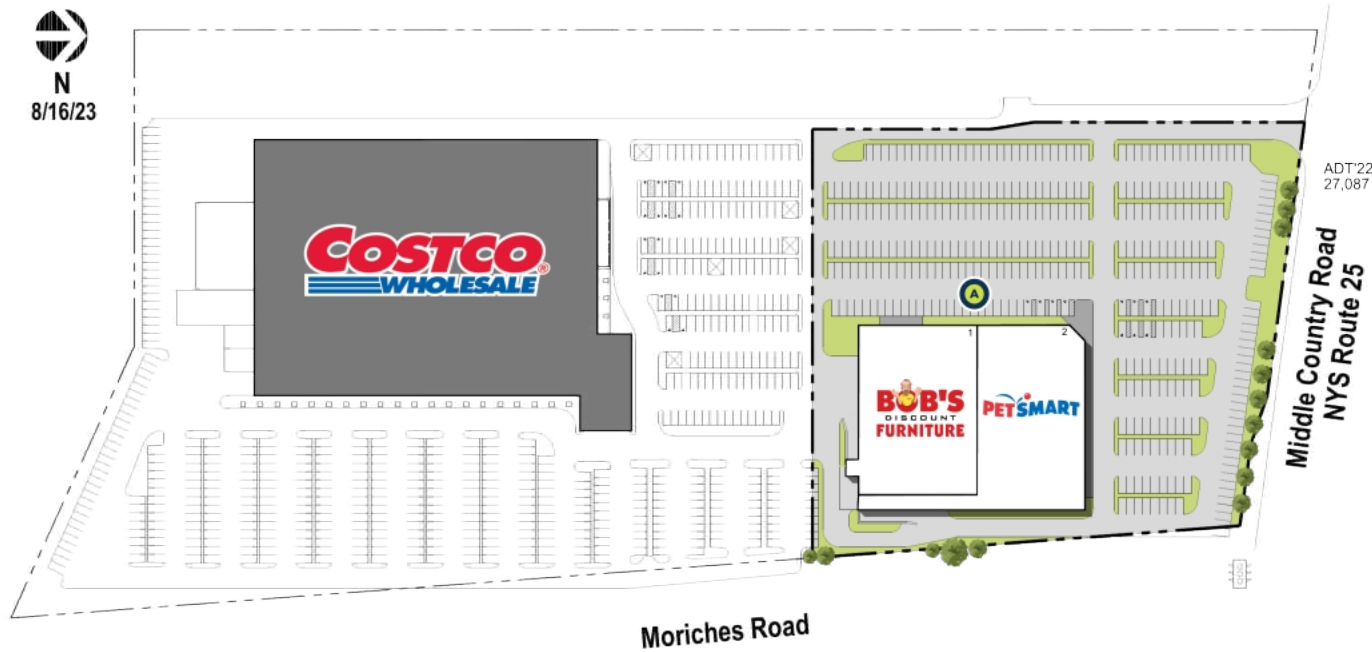 N
8/16/23
COSTCO®
WHOLESALE
ADT'22
27,087
A
1
2
BOB'S
DISCOUNT
FURNITURE
PETSMART
Middle Country Road
NYS Route 25
Moriches Road